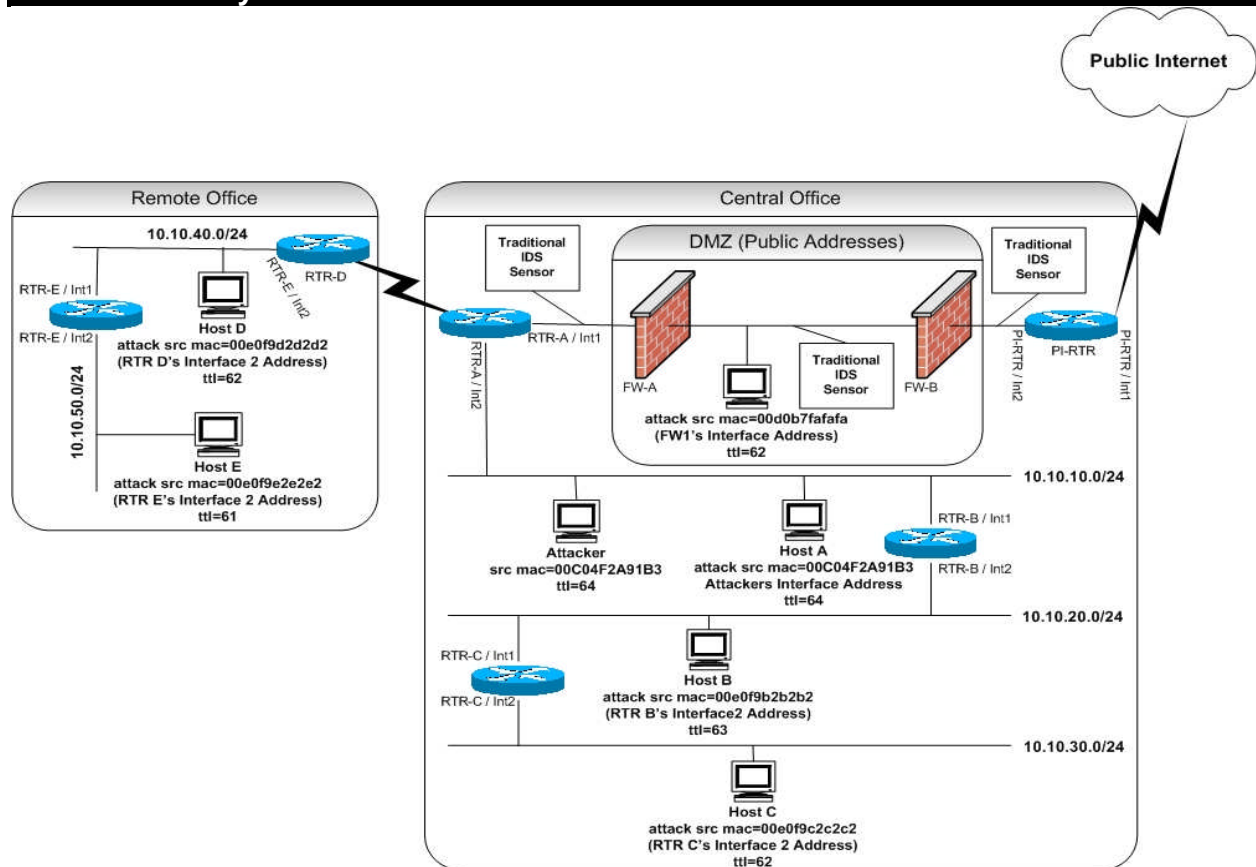 Public Internet
Remote Office
10.10.40.0/24
RTR-D
RTR-E / Int2
RTR-E / Int1
RTR-E / Int2
Host D
attack src mac=00e0f9d2d2d2
(RTR D's Interface 2 Address)
ttl=62
10.10.50.0/24
Host E
attack src mac=00e0f9e2e2e2
(RTR E's Interface 2 Address)
ttl=61
Central Office
Traditional
IDS
Sensor
DMZ (Public Addresses)
Traditional
IDS
Sensor
RTR-A / Int1
RTR-A / Int2
FW-A
Traditional
IDS
Sensor
FW-B
PI-RTR
PI-RTR / Int2
PI-RTR / Int1
attack src mac=00d0b7fafafa
(FW1's Interface Address)
ttl=62
10.10.10.0/24
Attacker
src mac=00C04F2A91B3
ttl=64
Host A
attack src mac=00C04F2A91B3
Attackers Interface Address
ttl=64
RTR-B / Int1
RTR-B / Int2
10.10.20.0/24
RTR-C / Int1
RTR-C / Int2
Host B
attack src mac=00e0f9b2b2b2
(RTR B's Interface2 Address)
ttl=63
10.10.30.0/24
Host C
attack src mac=00e0f9c2c2c2
(RTR C's Interface 2 Address)
ttl=62